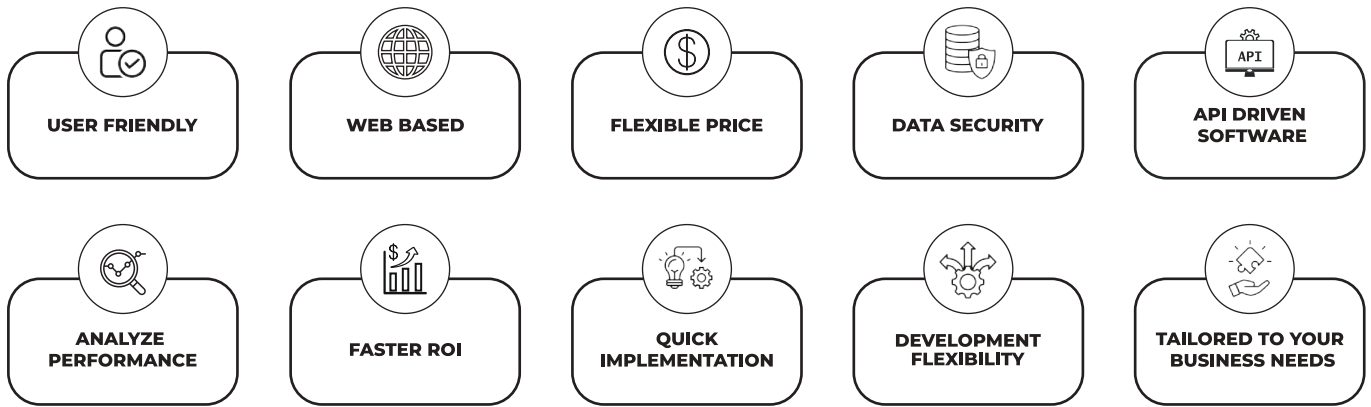 USER FRIENDLY
WEB BASED
$
FLEXIBLE PRICE
DATA SECURITY
API
API DRIVEN
SOFTWARE
ANALYZE
PERFORMANCE
$
FASTER ROI
QUICK
IMPLEMENTATION
DEVELOPMENT
FLEXIBILITY
TAILORED TO YOUR
BUSINESS NEEDS